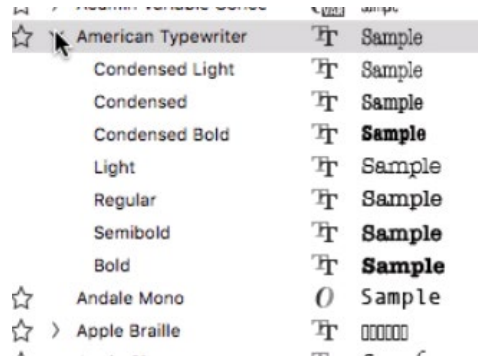 American Typewriter Sample
Condensed Light Sample
Condensed Sample
Condensed Bold Sample
Light Sample
Regular Sample
Semibold Sample
Bold Sample
Andale Mono Sample
Apple Braille